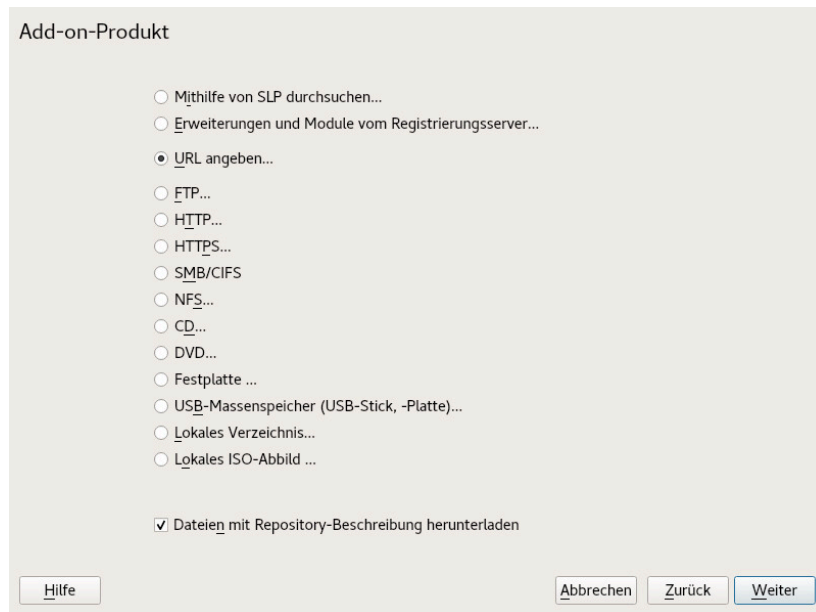 Add-on-Produkt
Mithilfe von SLP durchsuchen...
Erweiterungen und Module vom Registrierungsserver...
URL angeben...
FTP...
HTTP...
HTTPS...
SMB/CIFS
NFS...
CD...
DVD...
Festplatte ...
USB-Massenspeicher (USB-Stick, -Platte)...
Lokales Verzeichnis...
Lokales ISO-Abbild ...
Dateien mit Repository-Beschreibung herunterladen
Hilfe Abbrechen Zurück Weiter